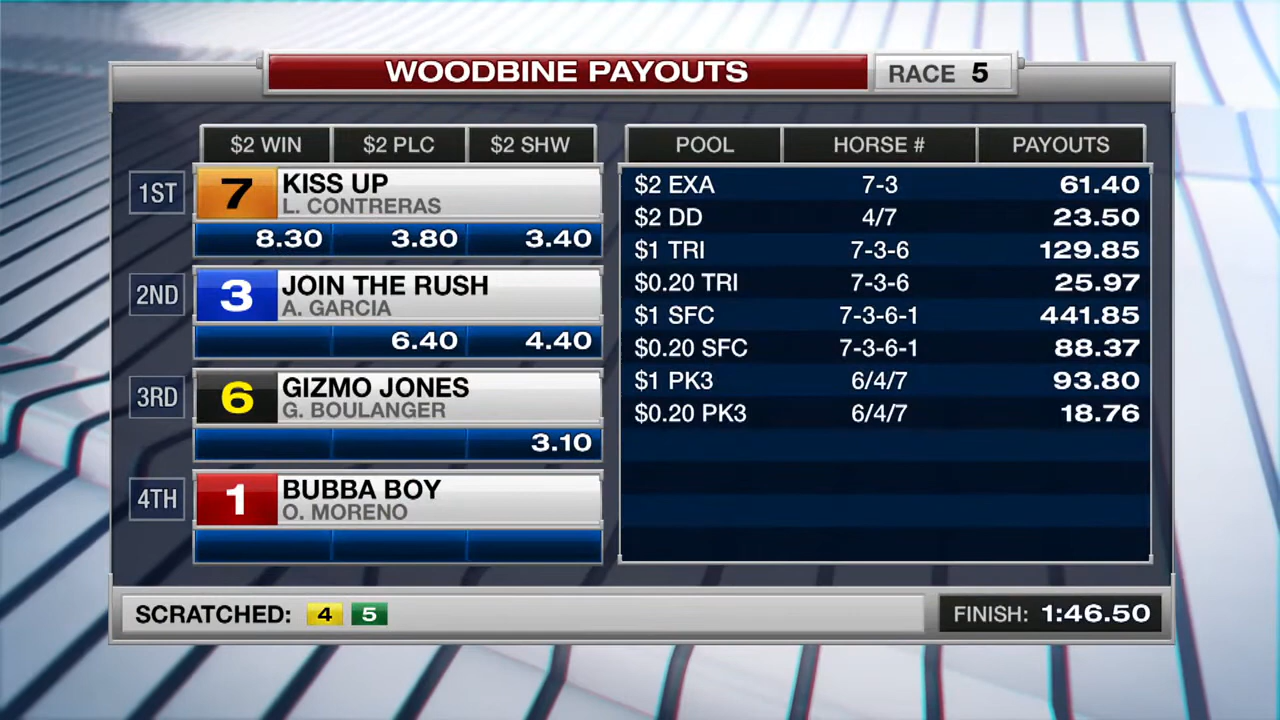 WOODBINE PAYOUTS RACE 5
$2 WIN $2 PLC $2 SHW
1ST 7 KISS UP
L. CONTRERAS
8.30 3.80 3.40
2ND 3 JOIN THE RUSH
A. GARCIA
6.40 4.40
3RD 6 GIZMO JONES
G. BOULANGER
3.10
4TH 1 BUBBA BOY
O. MORENO
POOL HORSE # PAYOUTS
$2 EXA 7-3 61.40
$2 DD 4/7 23.50
$1 TRI 7-3-6 129.85
$0.20 TRI 7-3-6 25.97
$1 SFC 7-3-6-1 441.85
$0.20 SFC 7-3-6-1 88.37
$1 PK3 6/4/7 93.80
$0.20 PK3 6/4/7 18.76
SCRATCHED: 4 5
FINISH: 1:46.50